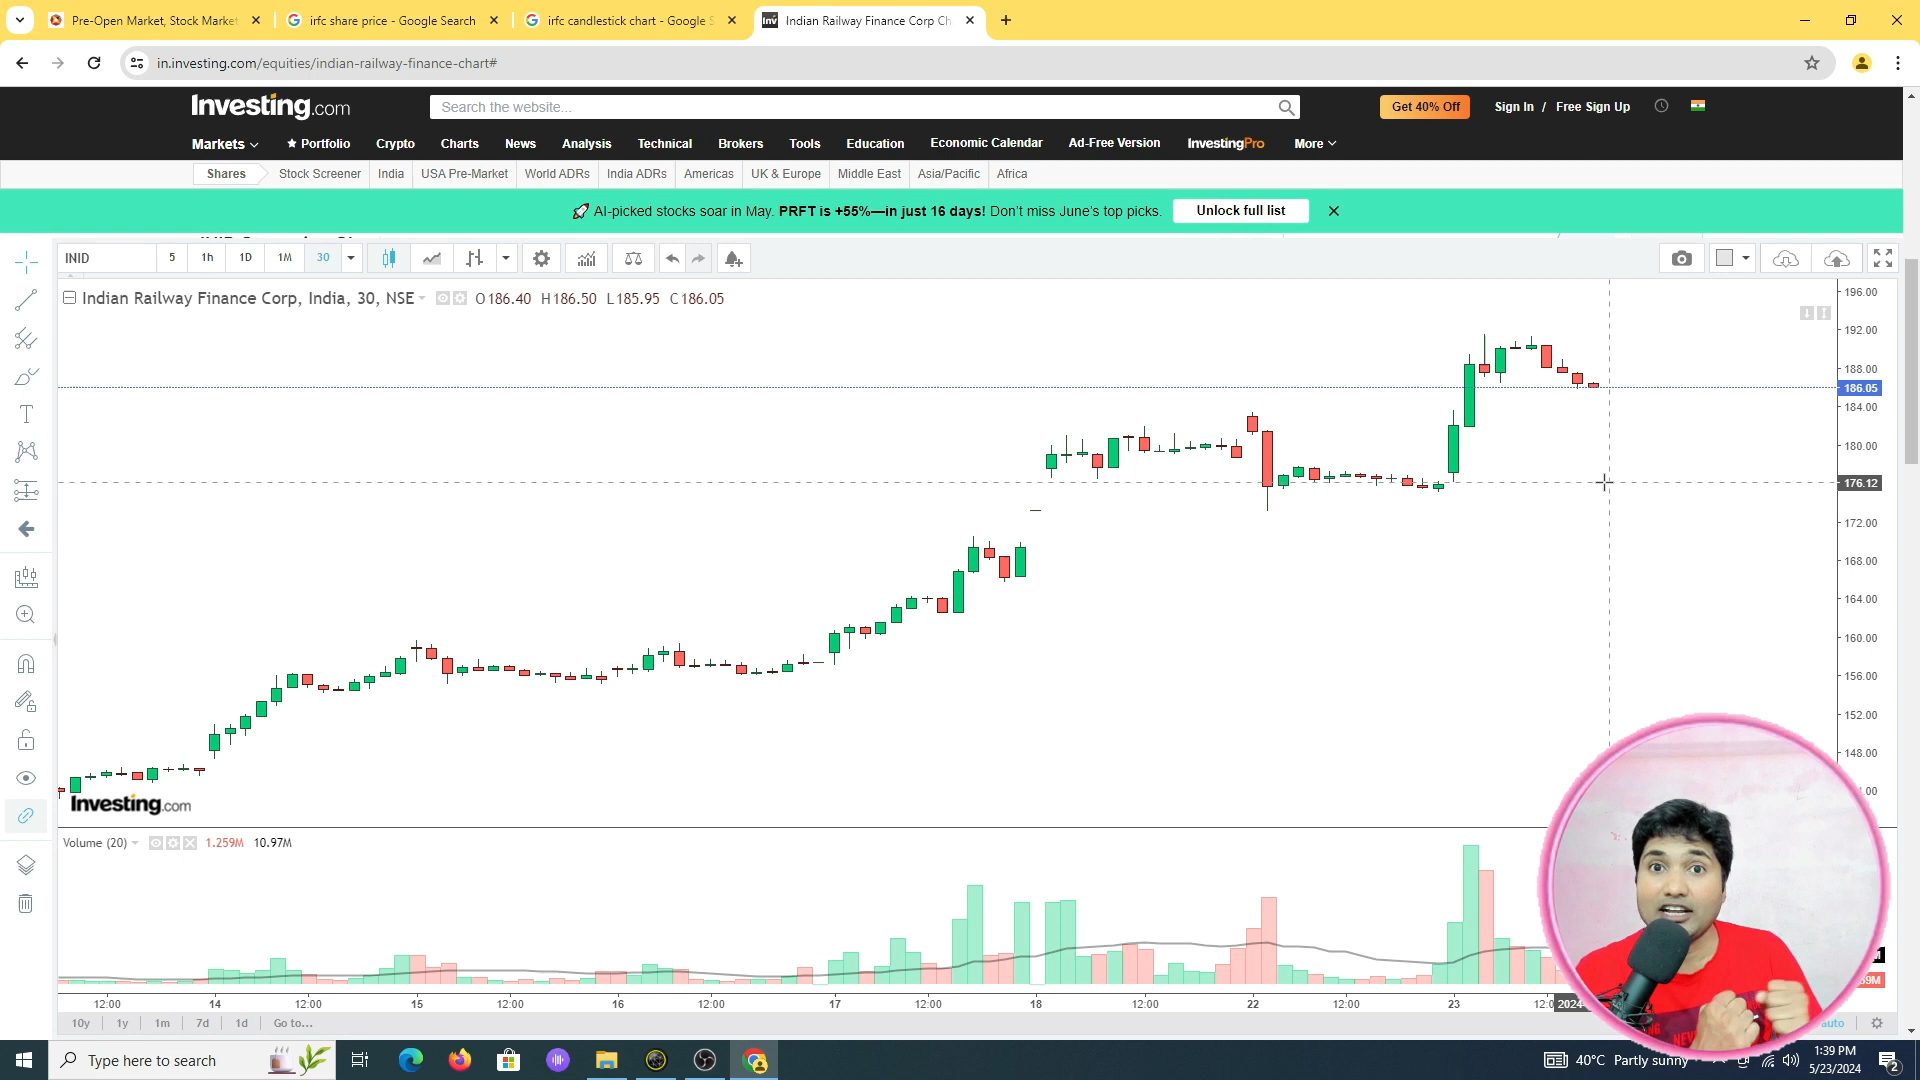 Pre-Open Market, Stock Market
irfc share price - Google Search
irfc candlestick chart - Google S
Indian Railway Finance Corp Ch
in.investing.com/equities/indian-railway-finance-chart#
Investing.com
Search the website...
Get 40% Off
Sign In / Free Sign Up
Markets
Portfolio
Crypto
Charts
News
Analysis
Technical
Brokers
Tools
Education
Economic Calendar
Ad-Free Version
InvestingPro
More
Shares
Stock Screener
India
USA Pre-Market
World ADRs
India ADRs
Americas
UK & Europe
Middle East
Asia/Pacific
Africa
AI-picked stocks soar in May. PRFT is +55%—in just 16 days! Don't miss June's top picks.
Unlock full list
INID
5
1h
1D
1M
30
Indian Railway Finance Corp, India, 30, NSE
O 186.40 H 186.50 L 185.95 C 186.05
196.00
192.00
188.00
186.05
184.00
180.00
176.12
172.00
168.00
164.00
160.00
156.00
152.00
148.00
Investing.com
Volume (20)
1.259M 10.97M
12:00
14
12:00
15
12:00
16
12:00
17
12:00
18
12:00
22
12:00
23
2024
10y
1y
1m
7d
1d
Go to...
auto
Type here to search
40°C Partly sunny
1:39 PM
5/23/2024
2